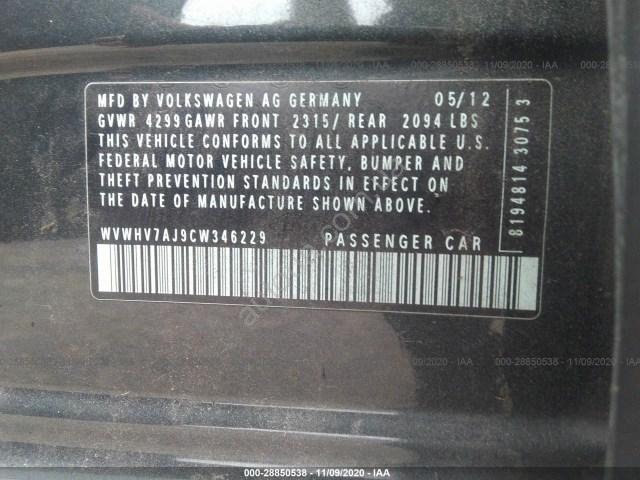 000-28850538 - 11/09/2020 - IAA
MFD BY VOLKSWAGEN AG GERMANY 05/12
GVWR 4299 GAWR FRONT 2315/ REAR 2094 LBS
THIS VEHICLE CONFORMS TO ALL APPLICABLE U.S.
FEDERAL MOTOR VEHICLE SAFETY, BUMPER AND
THEFT PREVENTION STANDARDS IN EFFECT ON
THE DATE OF MANUFACTURE SHOWN ABOVE.
WVWHV7AJ9CW346229 PASSENGER CAR
8194814 3075 3
000-28850538 - 11/09/2020 - IAA
000-28850538 - 11/09/2020 - IAA